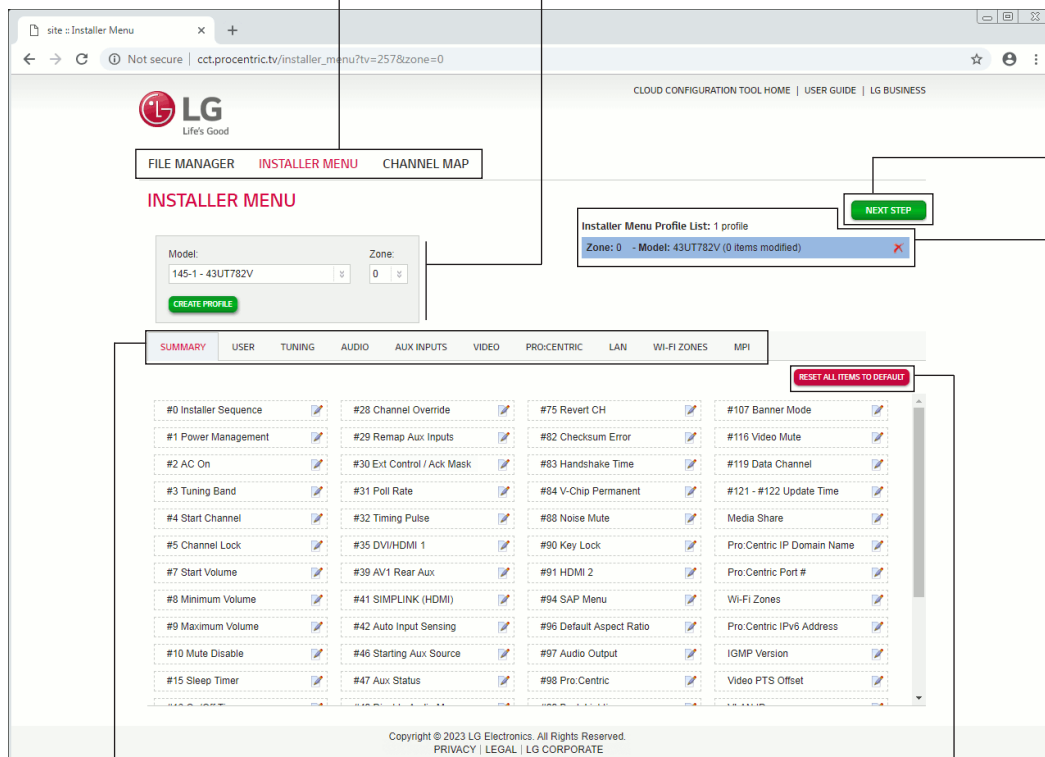 site :: Installer Menu
Not secure | cct.procentric.tv/installer_menu?tv=257&zone=0
CLOUD CONFIGURATION TOOL HOME | USER GUIDE | LG BUSINESS
LG
Life's Good
FILE MANAGER INSTALLER MENU CHANNEL MAP
INSTALLER MENU
NEXT STEP
Installer Menu Profile List: 1 profile
Zone: 0 - Model: 43UT782V (0 items modified)
Model: Zone:
145-1 - 43UT782V 0
CREATE PROFILE
SUMMARY USER TUNING AUDIO AUX INPUTS VIDEO PRO:CENTRIC LAN WI-FI ZONES MPI
RESET ALL ITEMS TO DEFAULT
#0 Installer Sequence #28 Channel Override #75 Revert CH #107 Banner Mode
#1 Power Management #29 Remap Aux Inputs #82 Checksum Error #116 Video Mute
#2 AC On #30 Ext Control / Ack Mask #83 Handshake Time #119 Data Channel
#3 Tuning Band #31 Poll Rate #84 V-Chip Permanent #121 - #122 Update Time
#4 Start Channel #32 Timing Pulse #88 Noise Mute Media Share
#5 Channel Lock #35 DVI/HDMI 1 #90 Key Lock Pro:Centric IP Domain Name
#7 Start Volume #39 AV1 Rear Aux #91 HDMI 2 Pro:Centric Port #
#8 Minimum Volume #41 SIMPLINK (HDMI) #94 SAP Menu Wi-Fi Zones
#9 Maximum Volume #42 Auto Input Sensing #96 Default Aspect Ratio Pro:Centric IPv6 Address
#10 Mute Disable #46 Starting Aux Source #97 Audio Output IGMP Version
#15 Sleep Timer #47 Aux Status #98 Pro:Centric Video PTS Offset
Copyright © 2023 LG Electronics. All Rights Reserved.
PRIVACY | LEGAL | LG CORPORATE